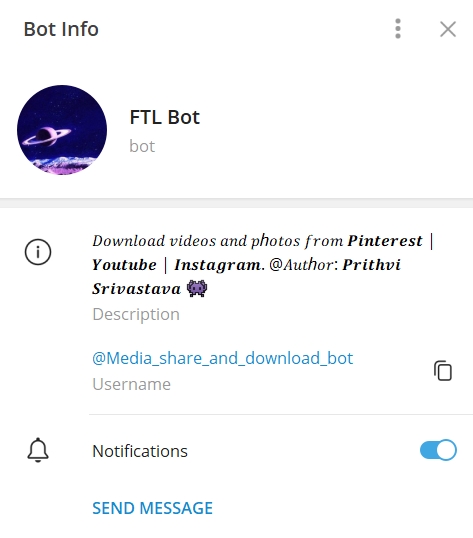 Bot Info
FTL Bot
bot
Download videos and photos from Pinterest |
Youtube | Instagram. @Author: Prithvi
Srivastava 👾
Description
@Media_share_and_download_bot
Username
Notifications
SEND MESSAGE